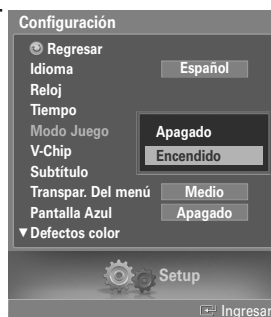 Configuración
Regresar
Idioma Español
Reloj
Tiempo
Modo Juego Apagado
V-Chip Encendido
Subtítulo
Transpar. Del menú Medio
Pantalla Azul Apagado
▼Defectos color
Setup
Ingresar